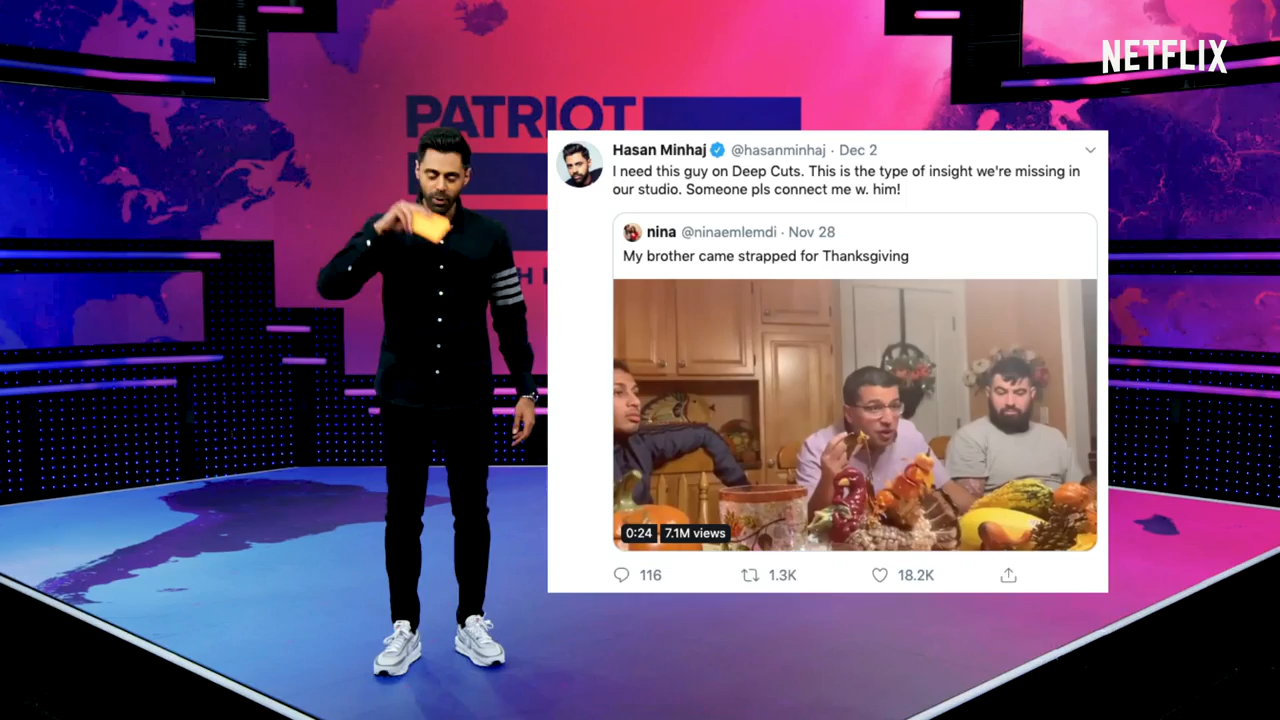 NETFLIX
PATRIOT
Hasan Minhaj @hasanminhaj · Dec 2
I need this guy on Deep Cuts. This is the type of insight we're missing in
our studio. Someone pls connect me w. him!
nina @ninaemlemdi · Nov 28
My brother came strapped for Thanksgiving
0:24 7.1M views
116 1.3K 18.2K